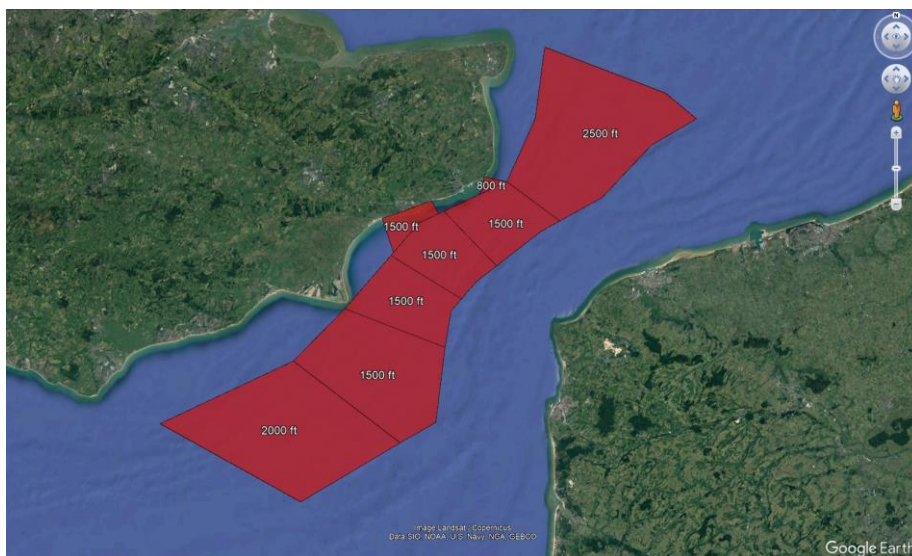 N
2500 ft
800 ft
1500 ft
1500 ft
1500 ft
1500 ft
1500 ft
2000 ft
Image Landsat / Copernicus
Data SIO, NOAA, U.S. Navy, NGA, GEBCO
Google Earth